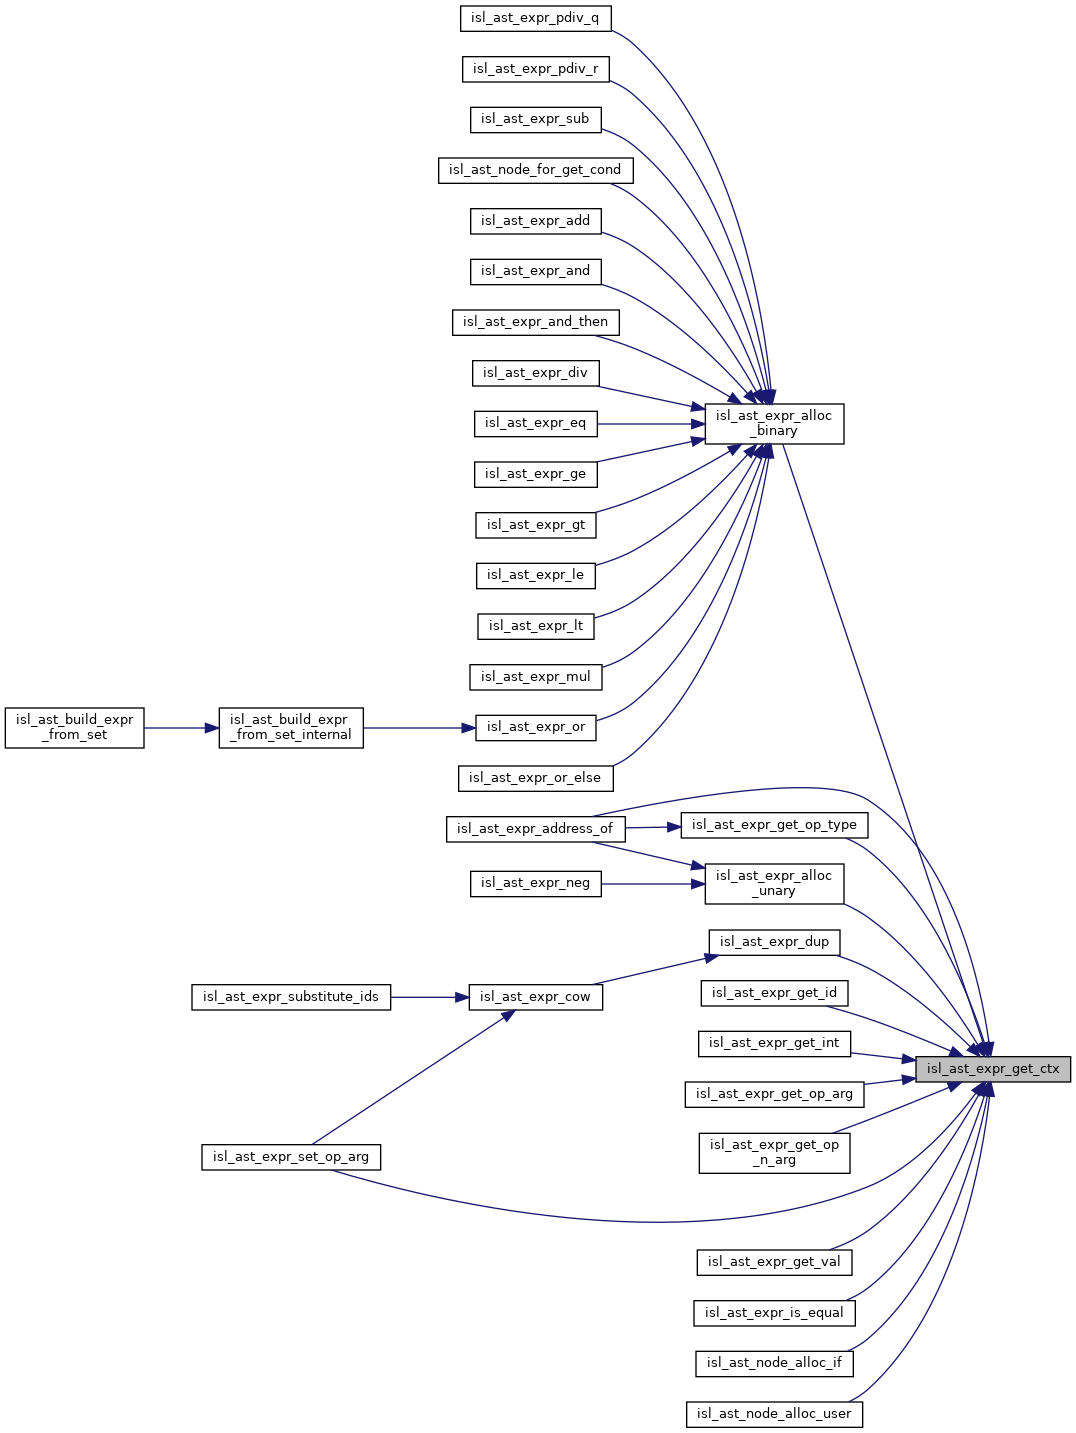 isl_ast_expr_pdiv_q
isl_ast_expr_pdiv_r
isl_ast_expr_sub
isl_ast_node_for_get_cond
isl_ast_expr_add
isl_ast_expr_and
isl_ast_expr_and_then
isl_ast_expr_div
isl_ast_expr_alloc
_binary
isl_ast_expr_eq
isl_ast_expr_ge
isl_ast_expr_gt
isl_ast_expr_le
isl_ast_expr_lt
isl_ast_expr_mul
isl_ast_build_expr
_from_set
isl_ast_build_expr
_from_set_internal
isl_ast_expr_or
isl_ast_expr_or_else
isl_ast_expr_address_of
isl_ast_expr_get_op_type
isl_ast_expr_neg
isl_ast_expr_alloc
_unary
isl_ast_expr_dup
isl_ast_expr_substitute_ids
isl_ast_expr_cow
isl_ast_expr_get_id
isl_ast_expr_get_int
isl_ast_expr_get_ctx
isl_ast_expr_get_op_arg
isl_ast_expr_set_op_arg
isl_ast_expr_get_op
_n_arg
isl_ast_expr_get_val
isl_ast_expr_is_equal
isl_ast_node_alloc_if
isl_ast_node_alloc_user